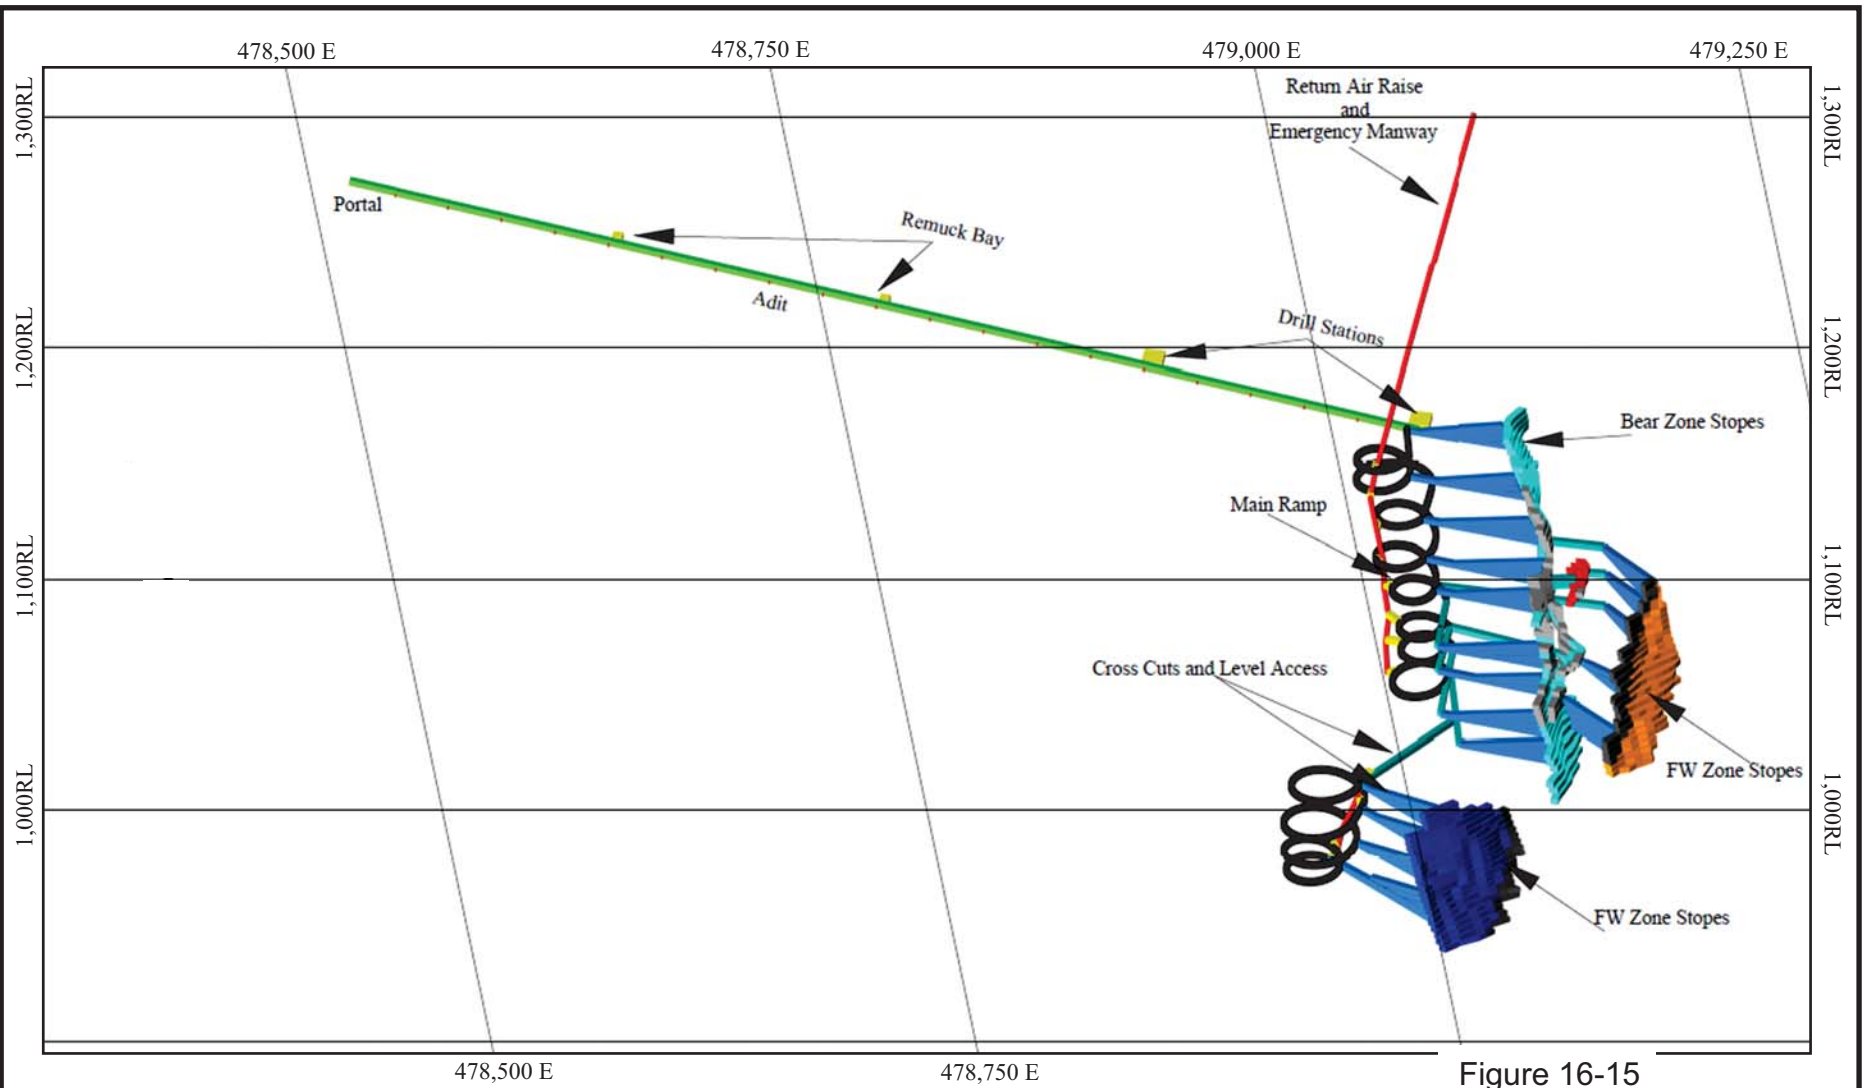 478,500 E
478,750 E
479,000 E
479,250 E
Return Air Raise
and
Emergency Manway
1,300RL
1,300RL
Portal
Remuck Bay
Adit
Drill Stations
1,200RL
1,200RL
Bear Zone Stopes
Main Ramp
1,100RL
1,100RL
Cross Cuts and Level Access
FW Zone Stopes
1,000RL
1,000RL
FW Zone Stopes
478,500 E
478,750 E
Figure 16-15